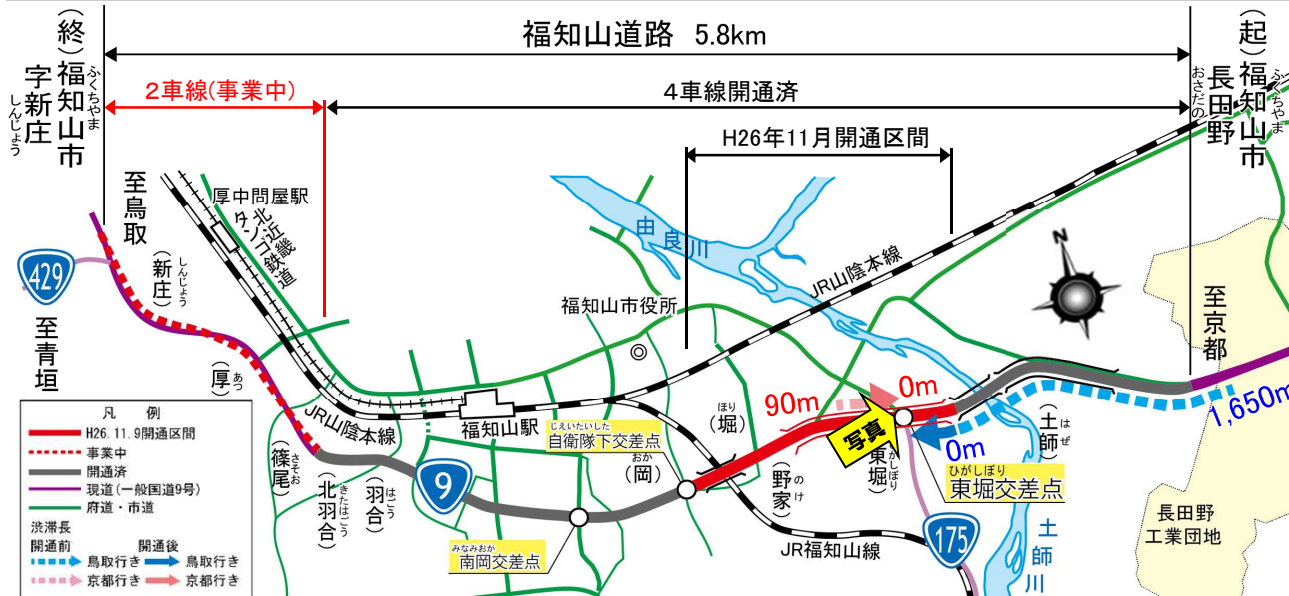 福知山道路 5.8km
2車線(事業中)
4車線開通済
H26年11月開通区間
(終)福知山市
ふくちやま
字新庄
しんじょう
(起)福知山市
ふくちやま
長田野
おさだの
至鳥取
429
至青垣
(新庄)
しんじょう
(厚)
あつ
厚中問屋駅
北近畿
タンゴ鉄道
由良川
JR山陰本線
N
至京都
福知山市役所
JR山陰本線
福知山駅
じえいたいした
自衛隊下交差点
おか
(岡)
ほり
(堀)
90m
0m
写真
0m
1,650m
(土師)
はぜ
ひがしぼり
東堀交差点
(野家)
のけ
(篠尾)
ささお
(北羽合)
きたはごう
(羽合)
はごう
9
みなみおか
南岡交差点
JR福知山線
175
土師川
長田野
工業団地
凡 例
H26.11.9開通区間
事業中
開通済
現道(一般国道9号)
府道・市道
渋滞長
開通前 開通後
鳥取行き 鳥取行き
京都行き 京都行き